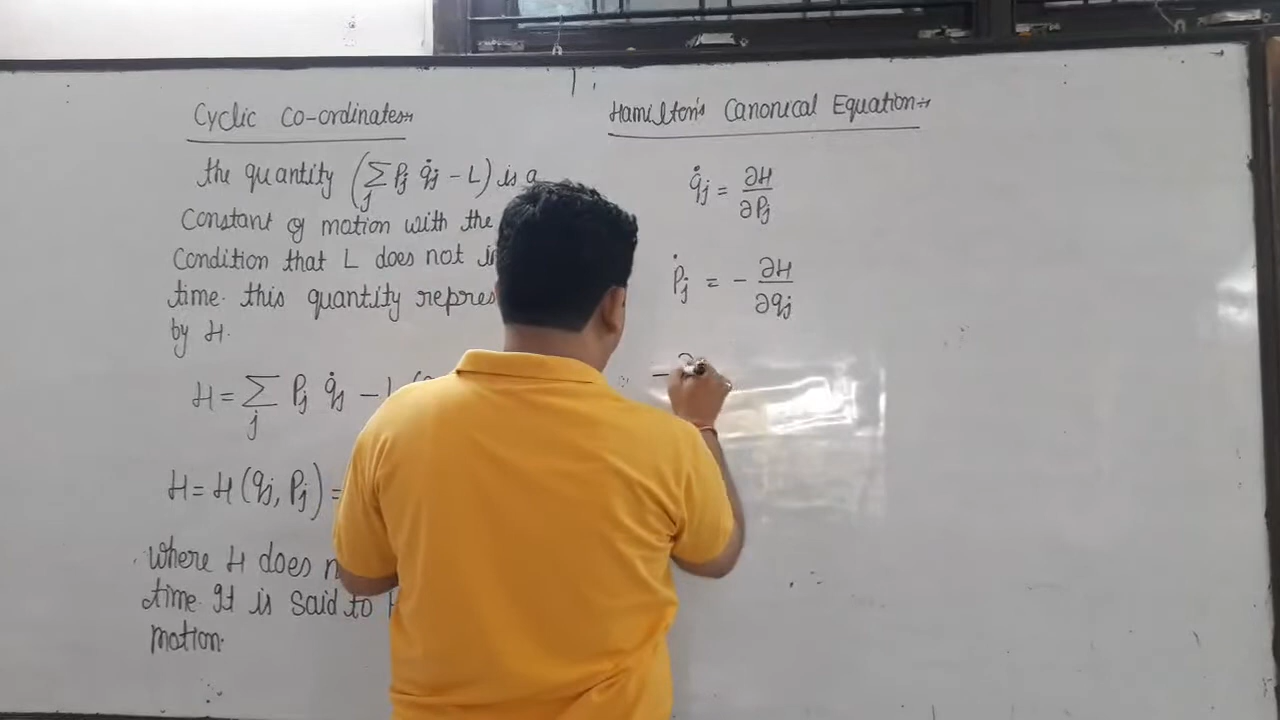 Cyclic Co-ordinates:-
the quantity (∑j Pj q̇j - L) is a
Constant of motion with the
Condition that L does not
time. this quantity
by H.
H = ∑j Pj q̇j - L
H = H (qj, Pj) =
where H does
time. It is said to
motion.
Hamilton's Canonical Equation:-
q̇j = ∂H/∂Pj
Ṗj = - ∂H/∂qj
-